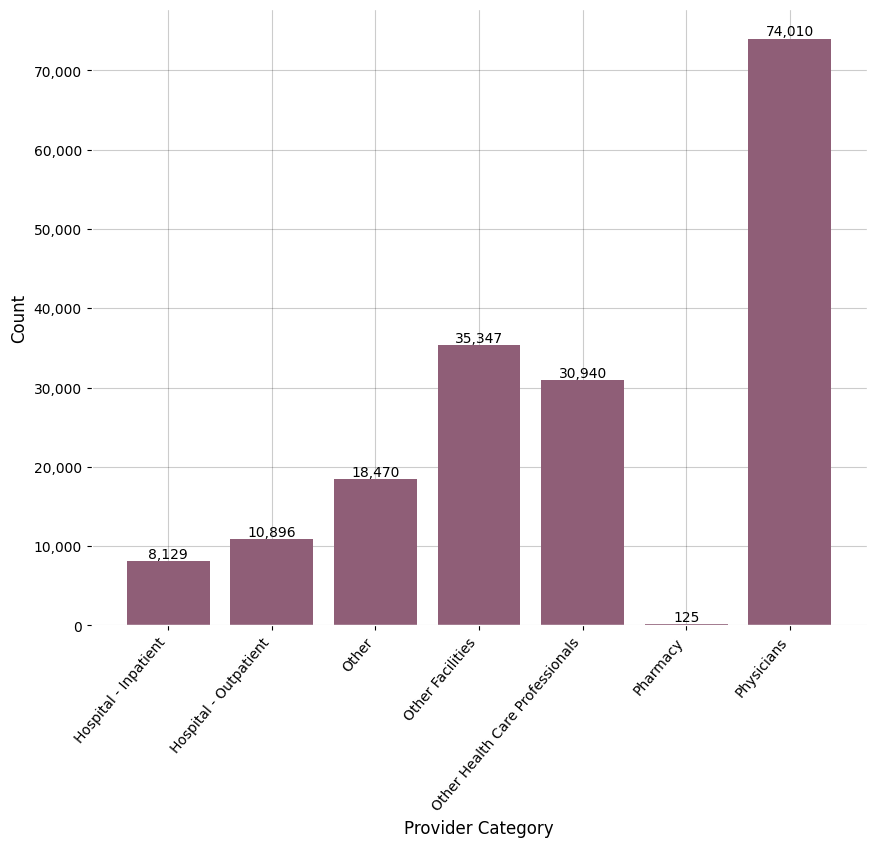 74,010
70,000
60,000
50,000
40,000
35,347
30,940
30,000
20,000
18,470
10,896
10,000
8,129
125
0
Count
Hospital - Inpatient
Hospital - Outpatient
Other
Other Facilities
Other Health Care Professionals
Pharmacy
Physicians
Provider Category